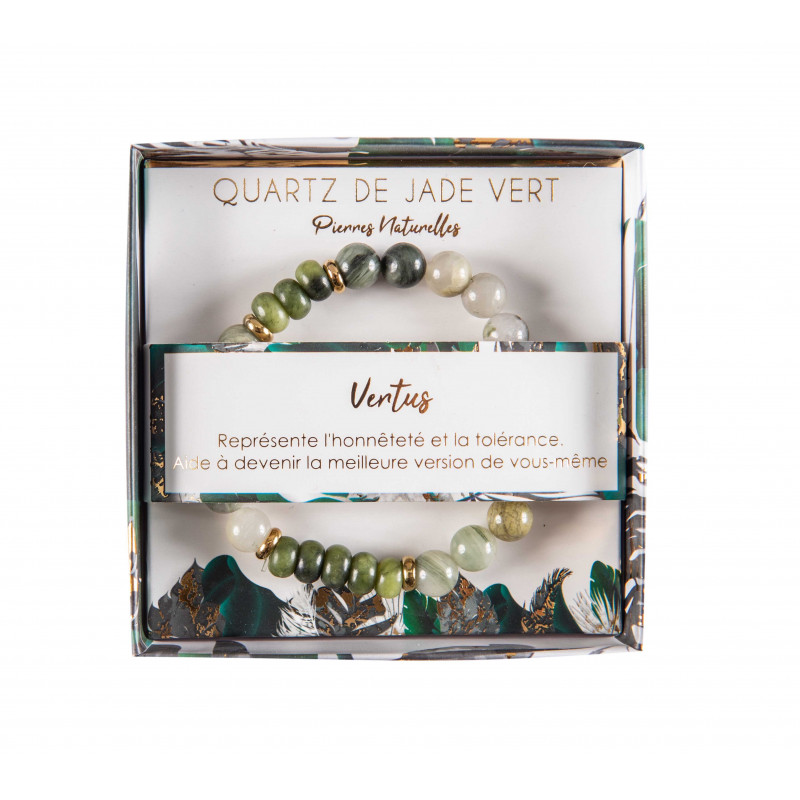 QUARTZ DE JADE VERT
Pierres Naturelles
Vertus
Représente l'honnêteté et la tolérance.
Aide à devenir la meilleure version de vous-même